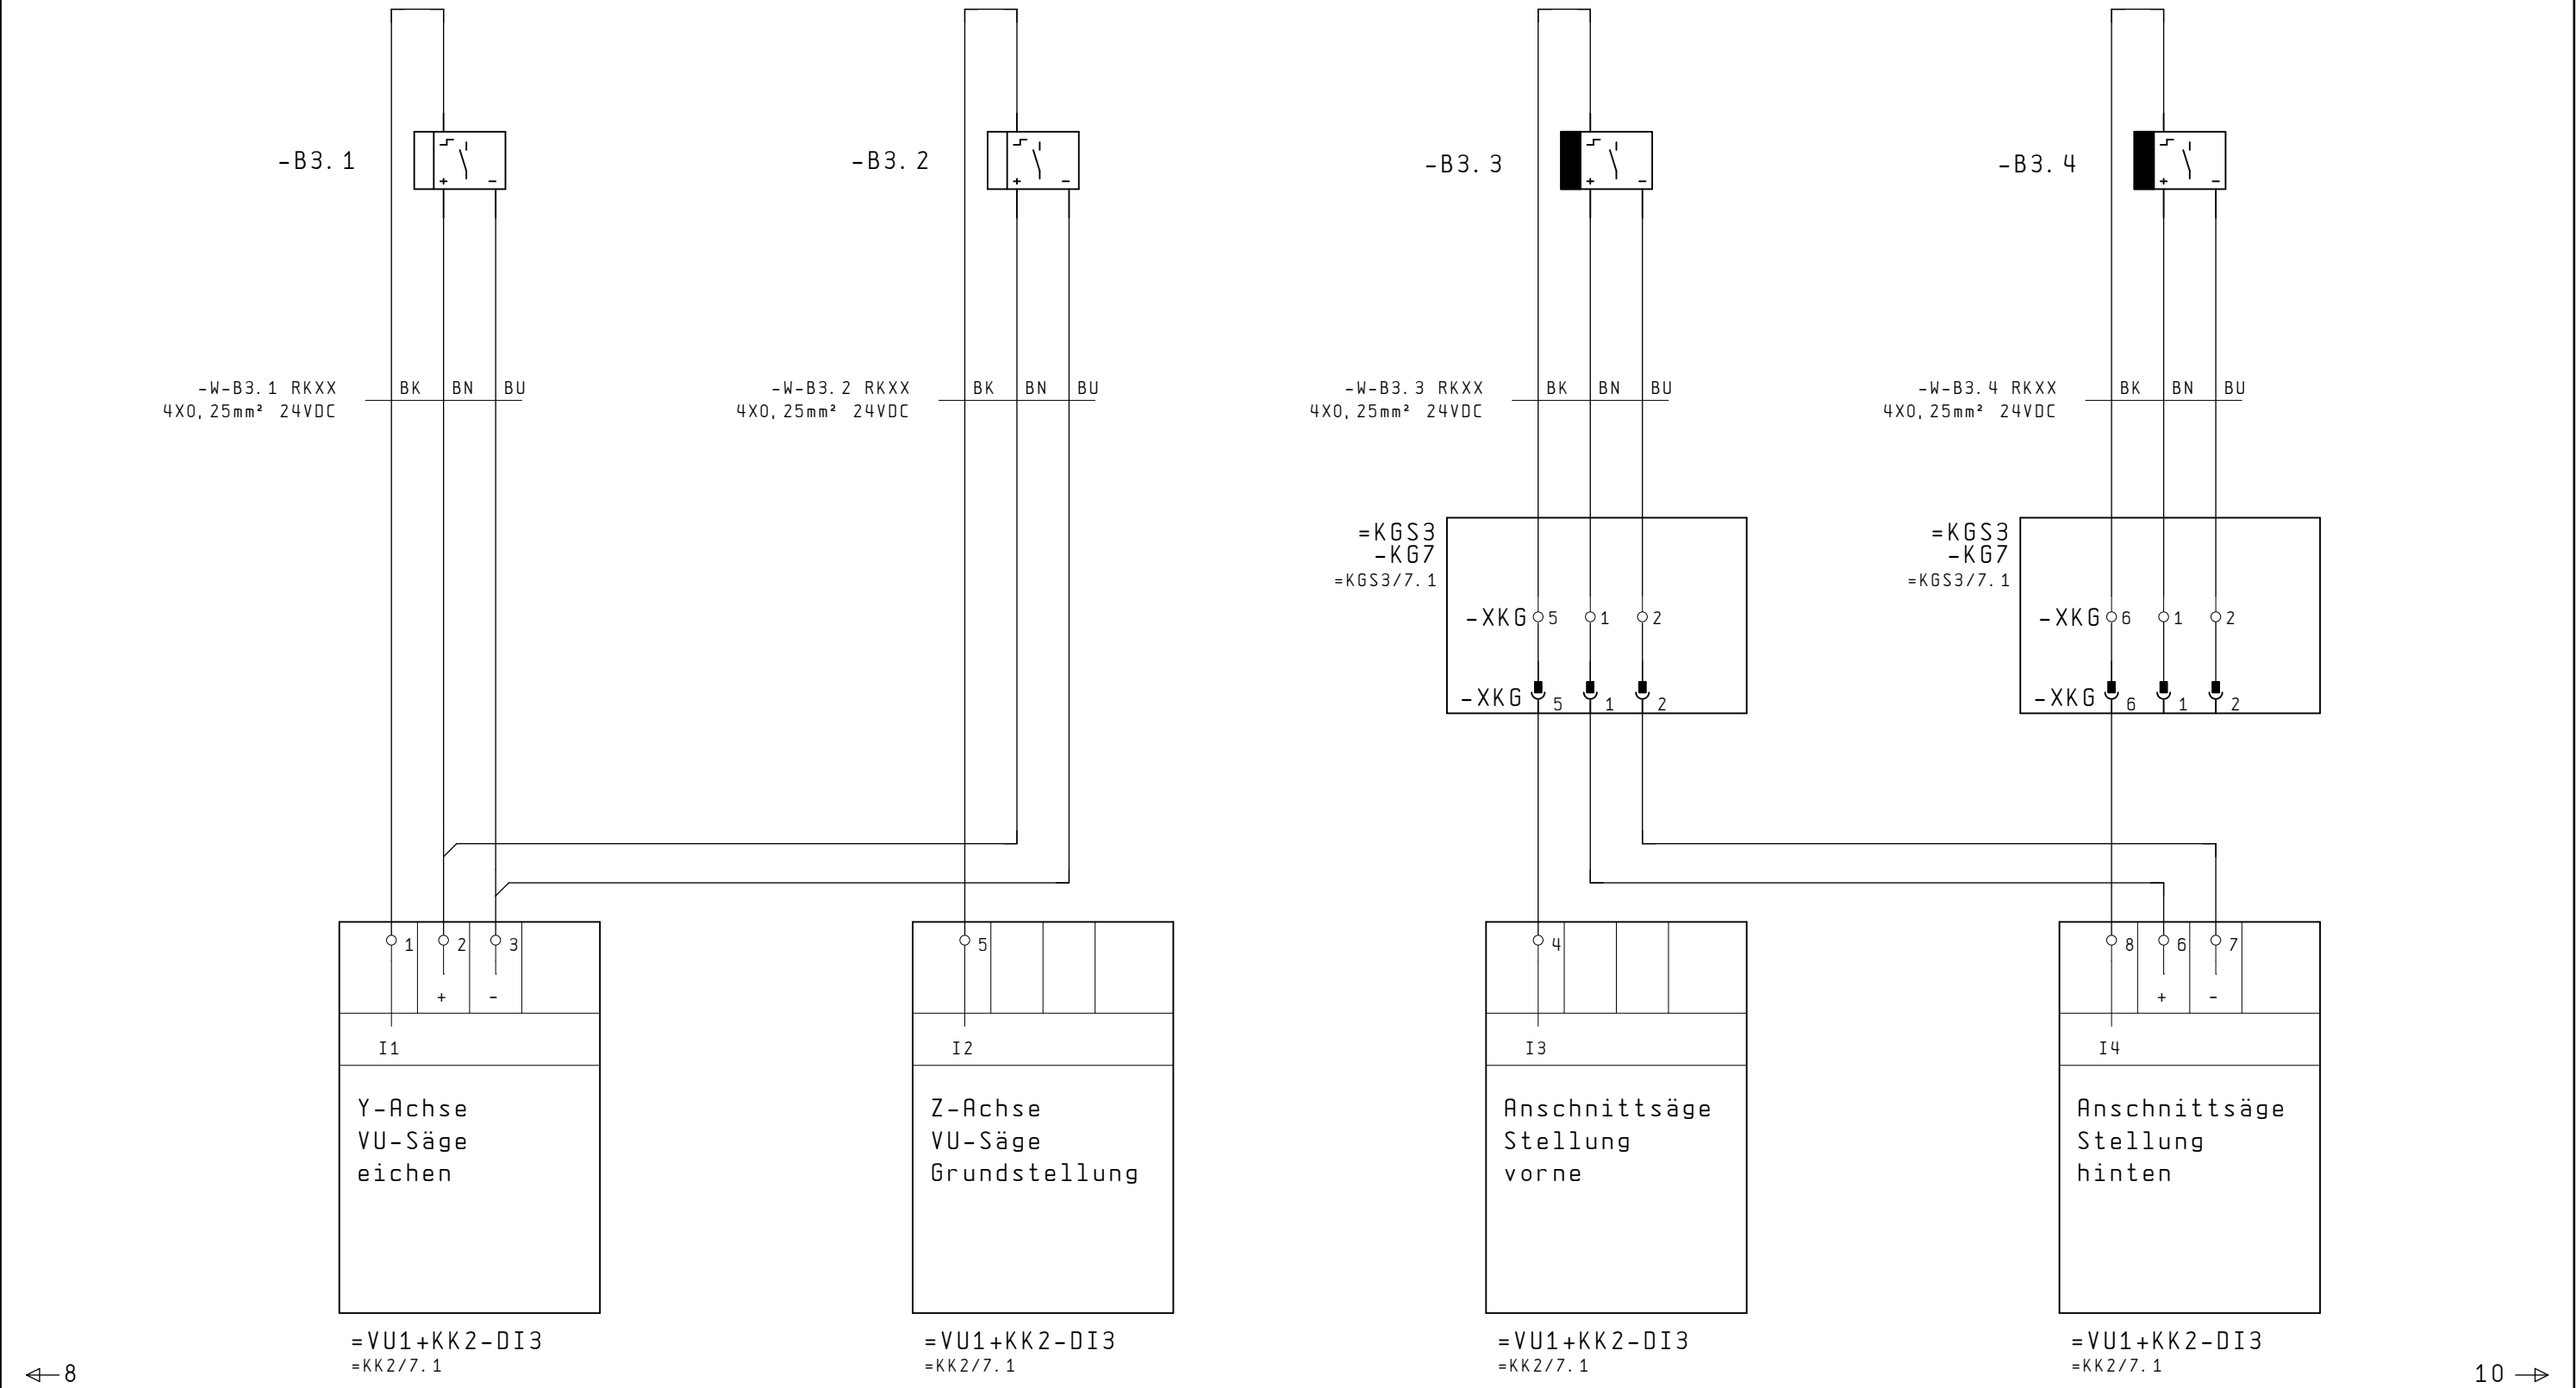 -B3.1
-B3.2
-B3.3
-B3.4
+ -
+ -
+ -
+ -
-W-B3.1 RKXX
4X0,25mm² 24VDC
BK BN BU
-W-B3.2 RKXX
4X0,25mm² 24VDC
BK BN BU
-W-B3.3 RKXX
4X0,25mm² 24VDC
BK BN BU
-W-B3.4 RKXX
4X0,25mm² 24VDC
BK BN BU
=KGS3
-KG7
=KGS3/7.1
-XKG 5 1 2
-XKG 5 1 2
=KGS3
-KG7
=KGS3/7.1
-XKG 6 1 2
-XKG 6 1 2
1 2 3
+ -
I1
Y-Achse
VU-Säge
eichen
=VU1+KK2-DI3
=KK2/7.1
5
I2
Z-Achse
VU-Säge
Grundstellung
=VU1+KK2-DI3
=KK2/7.1
4
I3
Anschnittsäge
Stellung
vorne
=VU1+KK2-DI3
=KK2/7.1
8 6 7
+ -
I4
Anschnittsäge
Stellung
hinten
=VU1+KK2-DI3
=KK2/7.1
8
10